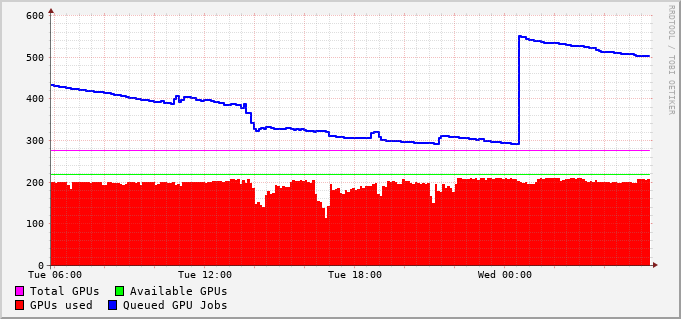 600
500
400
300
200
100
0
Tue 06:00 Tue 12:00 Tue 18:00 Wed 00:00
Total GPUs Available GPUs
GPUs used Queued GPU Jobs
RRDTOOL / TOBI OETIKER